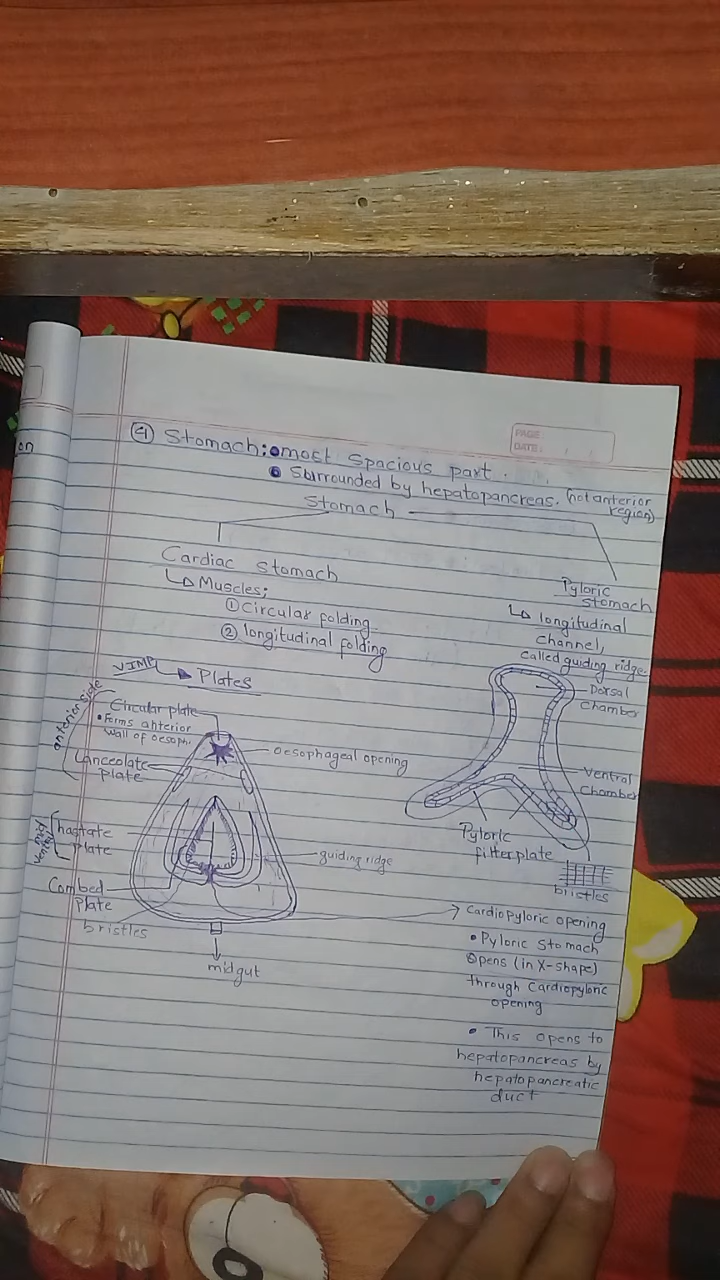 on
PAGE:
DATE: / /
④ Stomach: • most spacious part.
• Surrounded by hepatopancreas. (not anterior
region)
Stomach
Cardiac Stomach
↳ Muscles;
① Circular folding
② longitudinal folding
Pyloric
Stomach
↳ longitudinal
channel,
called guiding ridge.
VIMP ▶ Plates
anterior side
Circular plate
• Forms anterior
wall of oesoph.
Lanceolate
plate
oesophageal opening
hastate
plate
guiding ridge
Combed
plate
bristles
midgut
Dorsal
Chamber
Ventral
Chamber
Pyloric
filterplate
bristles
→ Cardiopyloric opening
• Pyloric Stomach
Opens (in X-shape)
through Cardiopyloric
opening
• This opens to
hepatopancreas by
hepatopancreatic
duct